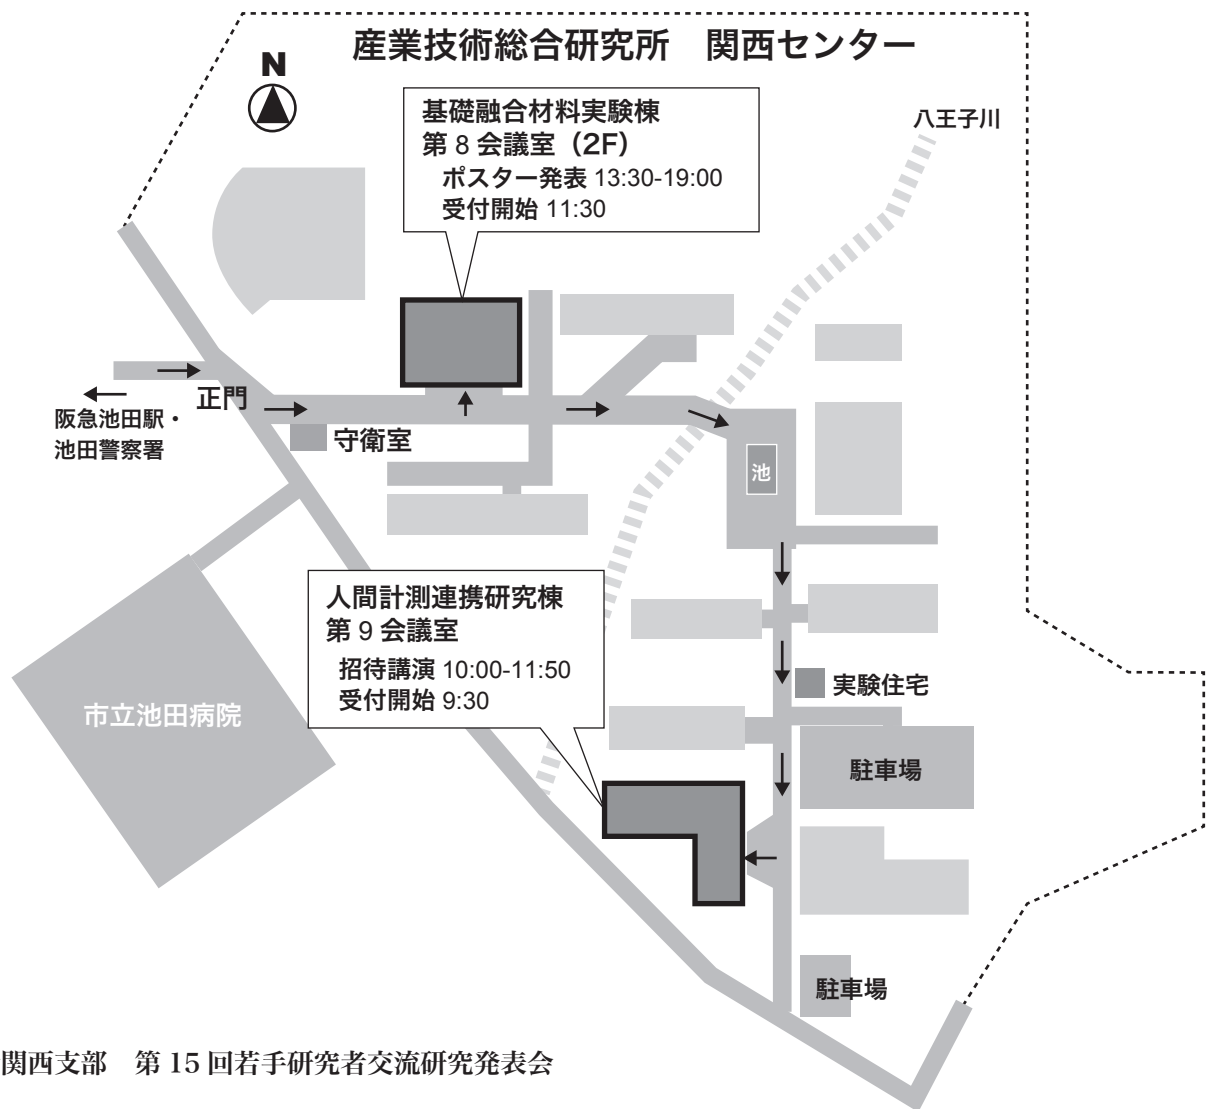 産業技術総合研究所　関西センター
N
基礎融合材料実験棟
第 8 会議室（2F）
ポスター発表 13:30-19:00
受付開始 11:30
八王子川
正門
阪急池田駅・
池田警察署
守衛室
池
人間計測連携研究棟
第 9 会議室
招待講演 10:00-11:50
受付開始 9:30
実験住宅
市立池田病院
駐車場
駐車場
関西支部　第 15 回若手研究者交流研究発表会